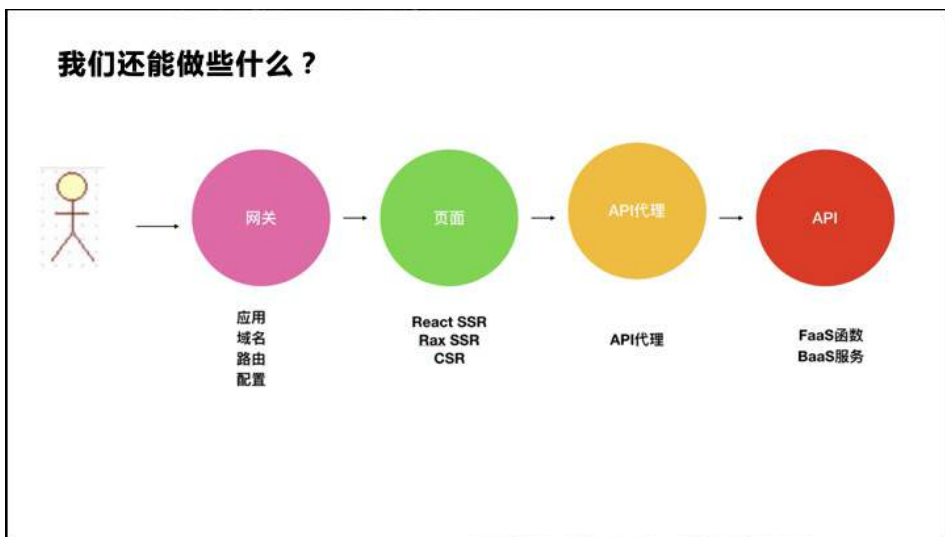 我们还能做些什么？
网关
页面
API代理
API
应用
域名
路由
配置
React SSR
Rax SSR
CSR
API代理
FaaS函数
BaaS服务